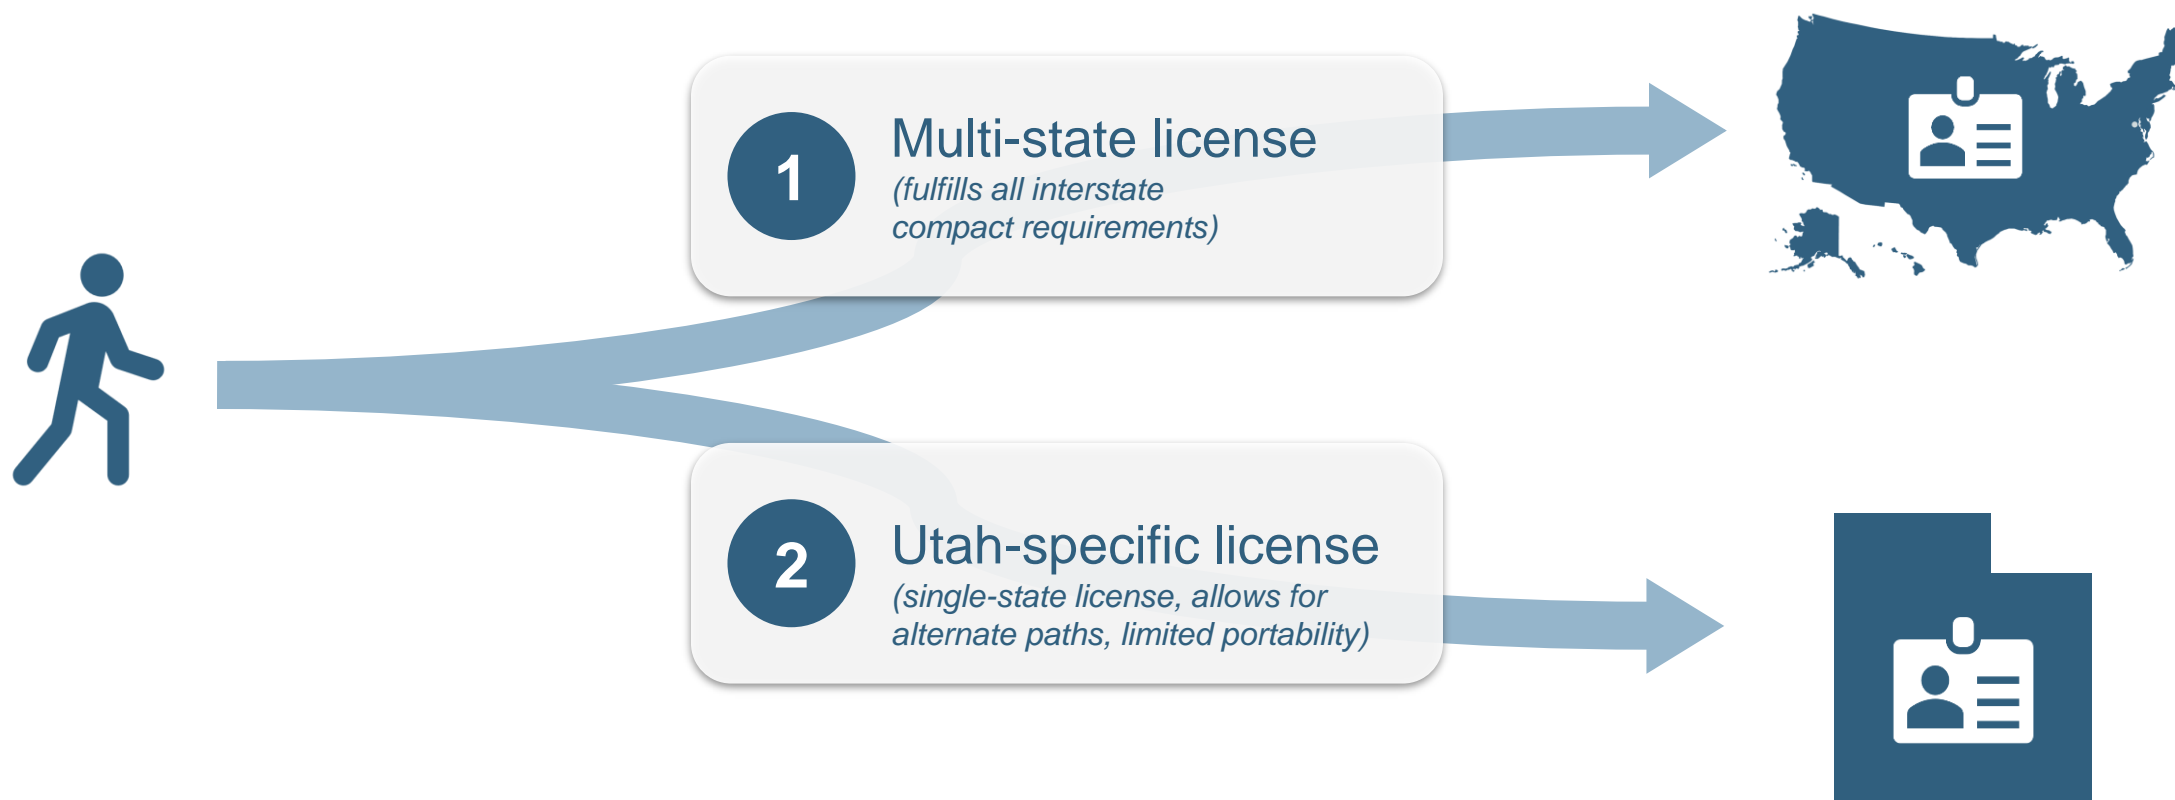 1
Multi-state license
(fulfills all interstate
compact requirements)
2
Utah-specific license
(single-state license, allows for
alternate paths, limited portability)